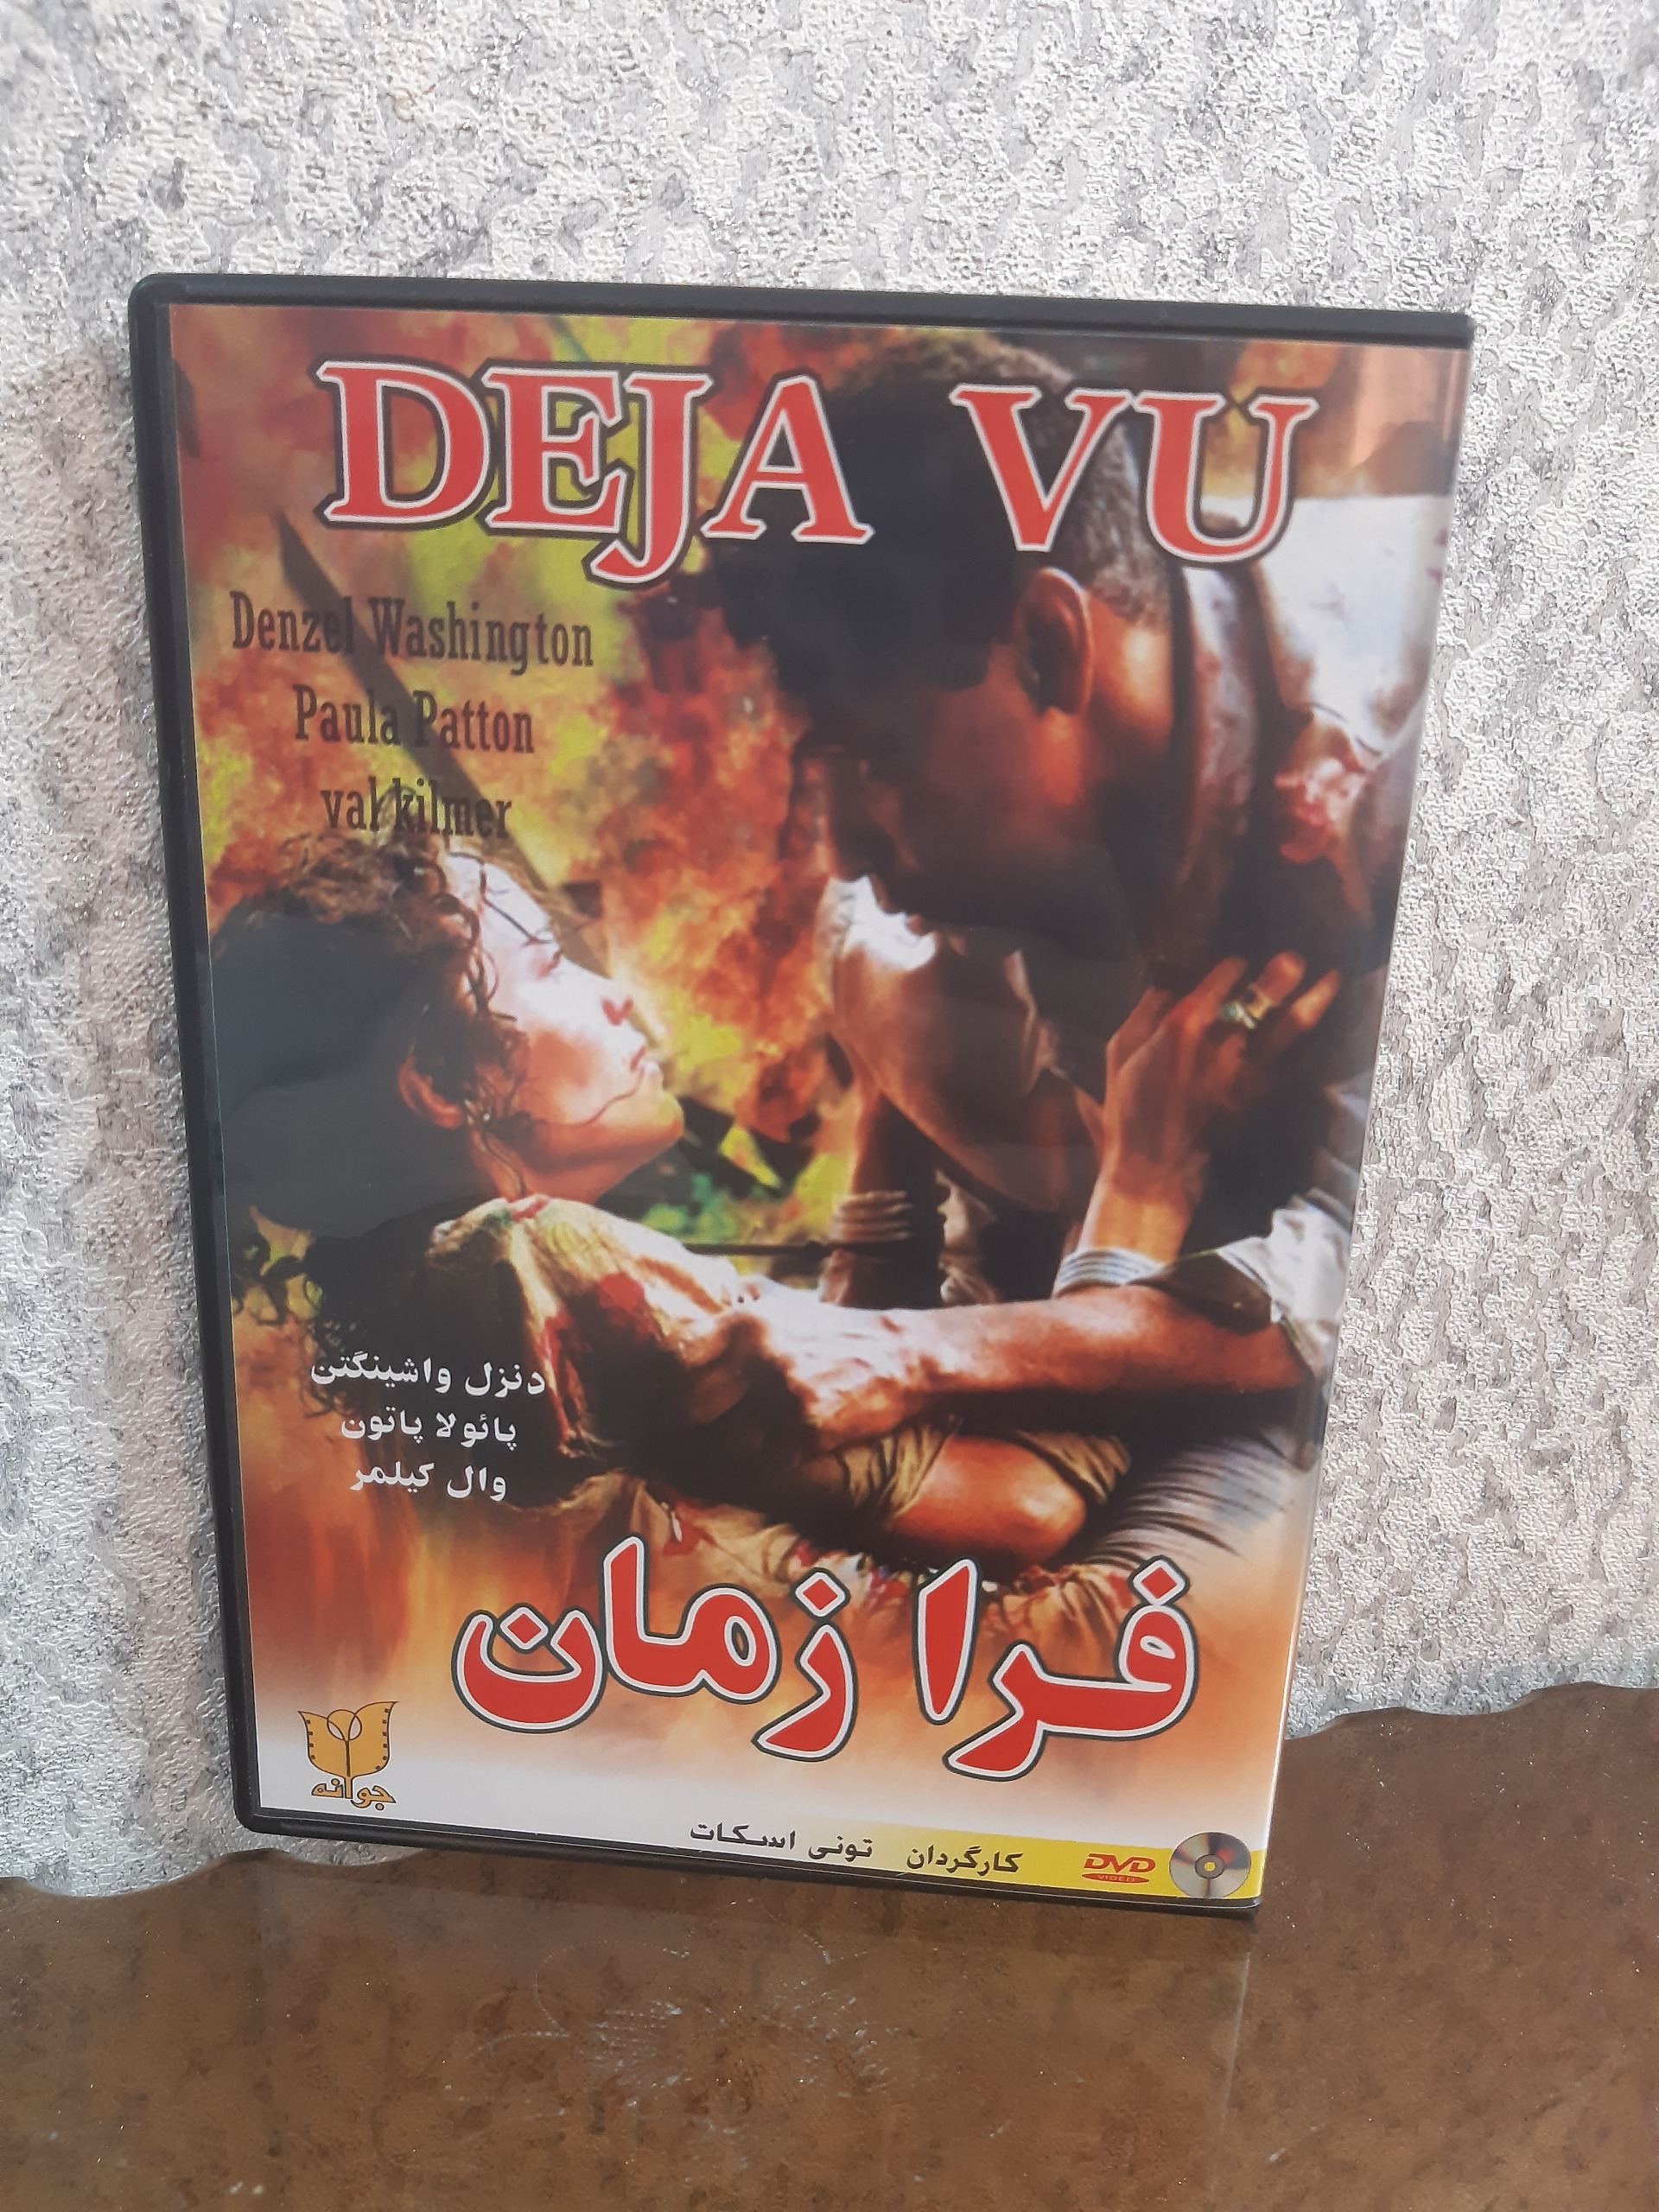 DEJA VU
Denzel Washington
Paula Patton
val kilmer
دنزل واشینگتن
پائولا پاتون
وال کیلمر
فرا زمان
جوانه
کارگردان تونی اسکات
DVD
VIDEO